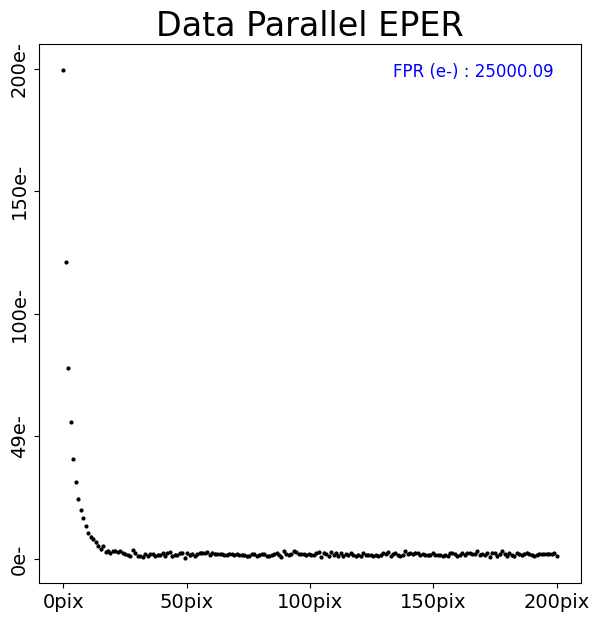 Data Parallel EPER
FPR (e-) : 25000.09
200e-
150e-
100e-
49e-
0e-
0pix 50pix 100pix 150pix 200pix